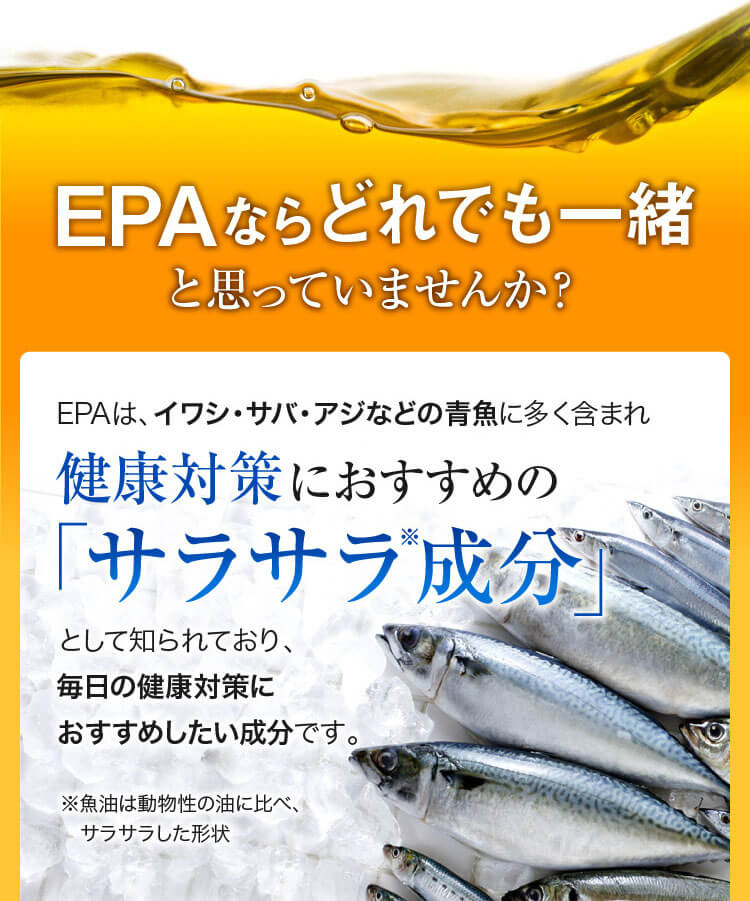 EPAならどれでも一緒
と思っていませんか?
EPAは、イワシ・サバ・アジなどの青魚に多く含まれ
健康対策におすすめの
「サラサラ※成分」
として知られており、
毎日の健康対策に
おすすめしたい成分です。
※魚油は動物性の油に比べ、
サラサラした形状